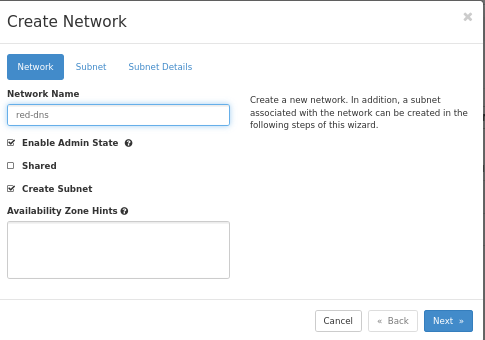 Create Network
×
Network Subnet Subnet Details
Network Name
red-dns
Enable Admin State ?
Shared
Create Subnet
Availability Zone Hints ?
Create a new network. In addition, a subnet
associated with the network can be created in the
following steps of this wizard.
Cancel « Back Next »